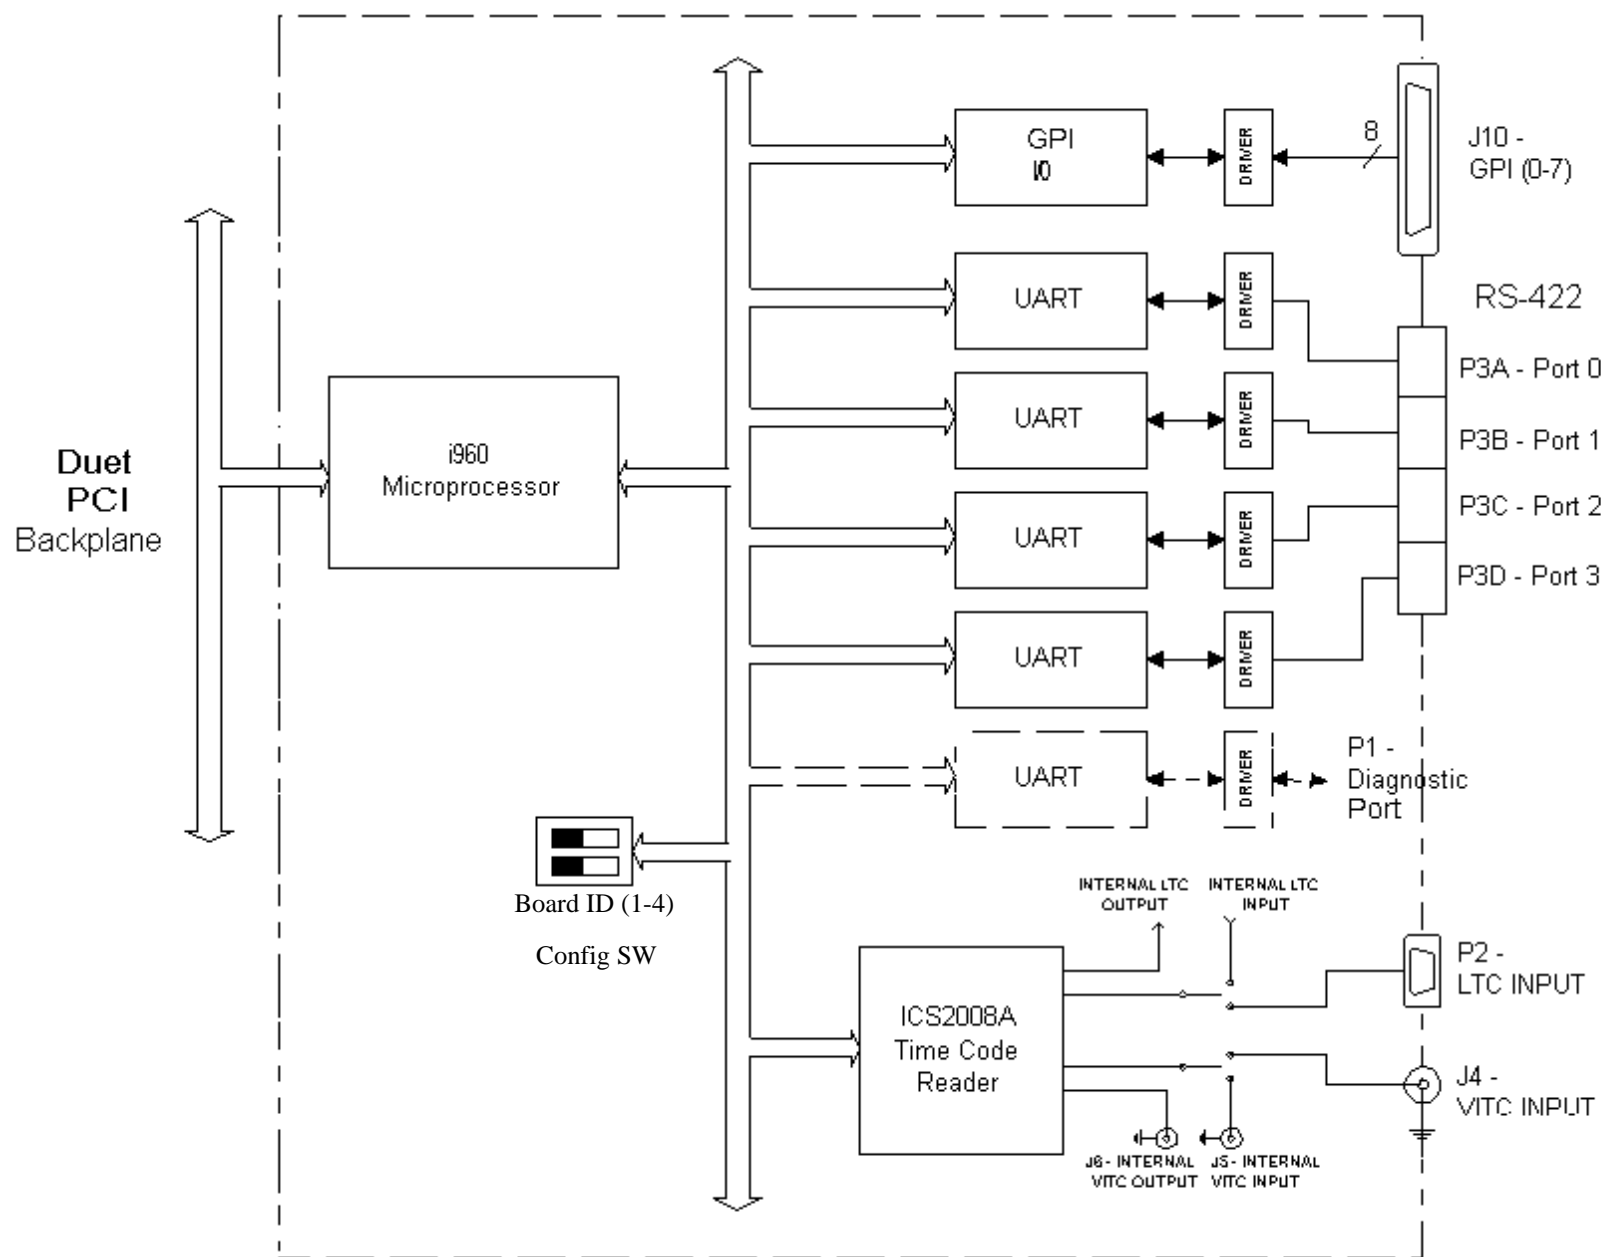 GPI
I/O
DRIVER
8
J10 -
GPI (0-7)
RS-422
UART
DRIVER
P3A - Port 0
UART
DRIVER
P3B - Port 1
UART
DRIVER
P3C - Port 2
UART
DRIVER
P3D - Port 3
Duet
PCI
Backplane
i960
Microprocessor
UART
DRIVER
P1 -
Diagnostic
Port
Board ID (1-4)
Config SW
INTERNAL LTC
OUTPUT
INTERNAL LTC
INPUT
P2 -
LTC INPUT
ICS2008A
Time Code
Reader
J4 -
VITC INPUT
J6 - INTERNAL
VITC OUTPUT
J5 - INTERNAL
VITC INPUT